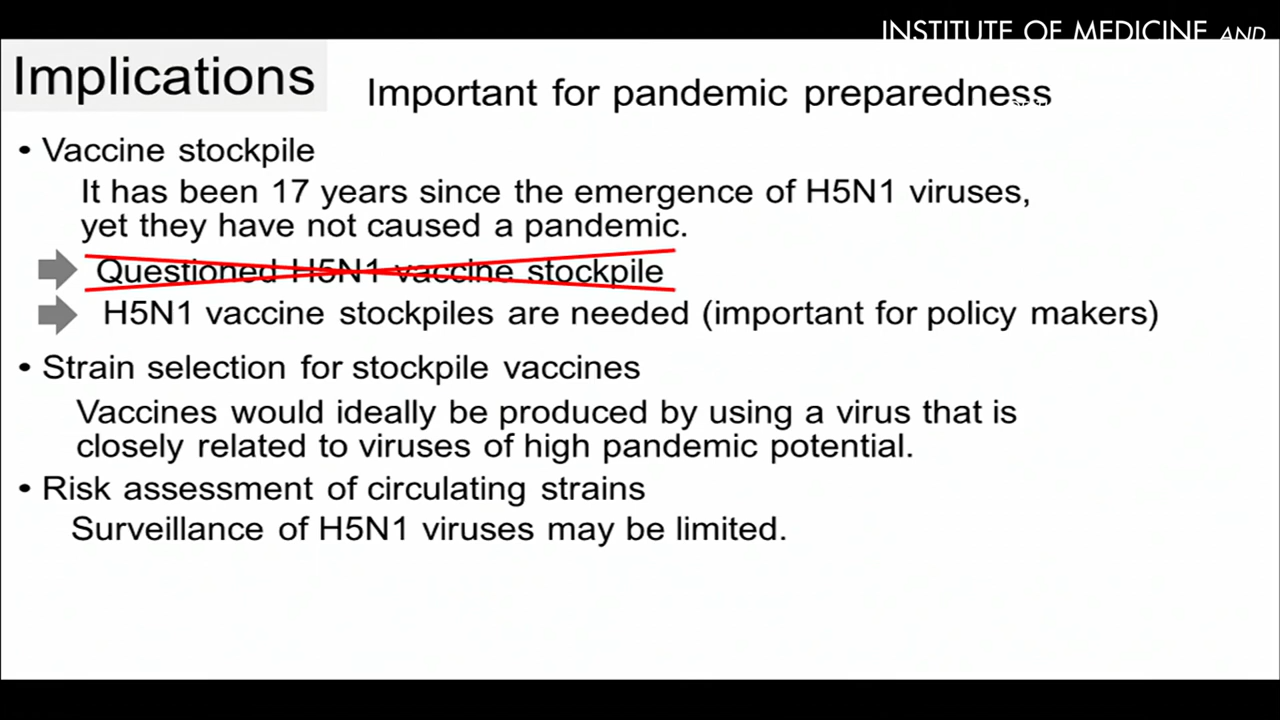 INSTITUTE OF MEDICINE AND
Implications
Important for pandemic preparedness
• Vaccine stockpile
It has been 17 years since the emergence of H5N1 viruses,
yet they have not caused a pandemic.
Questioned H5N1 vaccine stockpile
H5N1 vaccine stockpiles are needed (important for policy makers)
• Strain selection for stockpile vaccines
Vaccines would ideally be produced by using a virus that is
closely related to viruses of high pandemic potential.
• Risk assessment of circulating strains
Surveillance of H5N1 viruses may be limited.